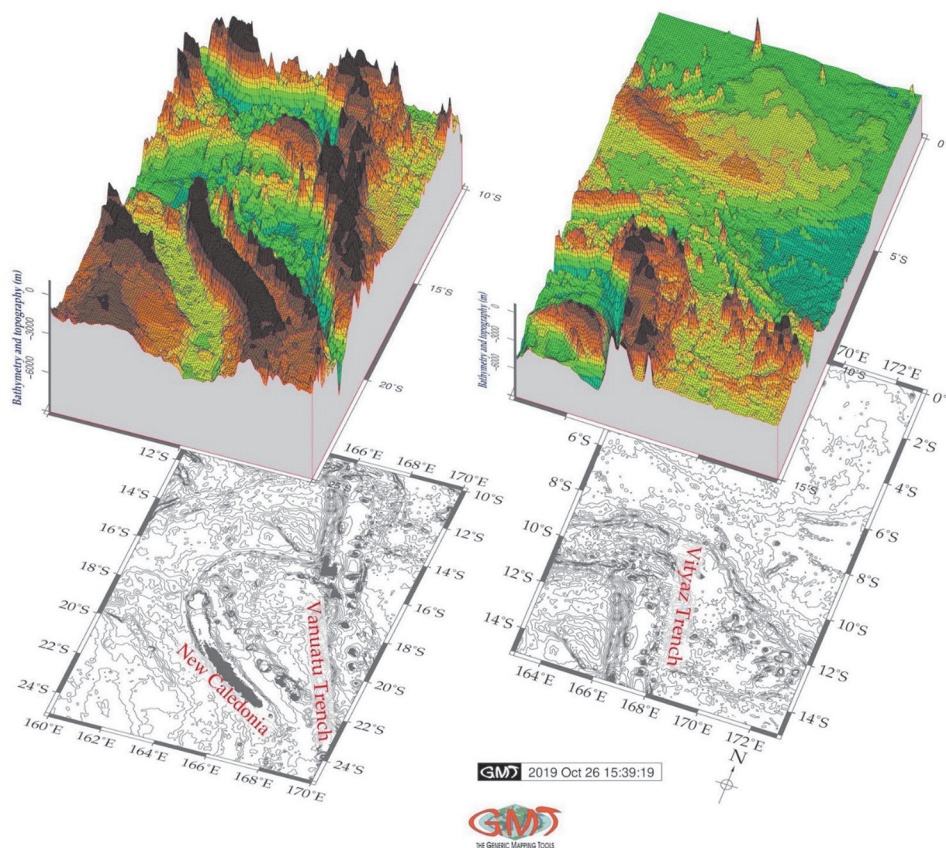 Bathymetry and topography (m)
0
−3000
−6000
10°S
15°S
20°S
Bathymetry and topography (m)
0
−3000
−6000
0
5°S
15°S
12°S
14°S
16°S
18°S
20°S
22°S
24°S
160°E
162°E
164°E
166°E
168°E
170°E
166°E
168°E
170°E
10°S
12°S
14°S
16°S
18°S
20°S
22°S
24°S
New Caledonia
Vanuatu Trench
6°S
8°S
10°S
12°S
14°S
164°E
166°E
168°E
170°E
172°E
70°E
10°S
172°E
0°
2°S
4°S
6°S
8°S
10°S
12°S
14°S
Vityaz Trench
N
GMT 2019 Oct 26 15:39:19
GMT
THE GENERIC MAPPING TOOLS